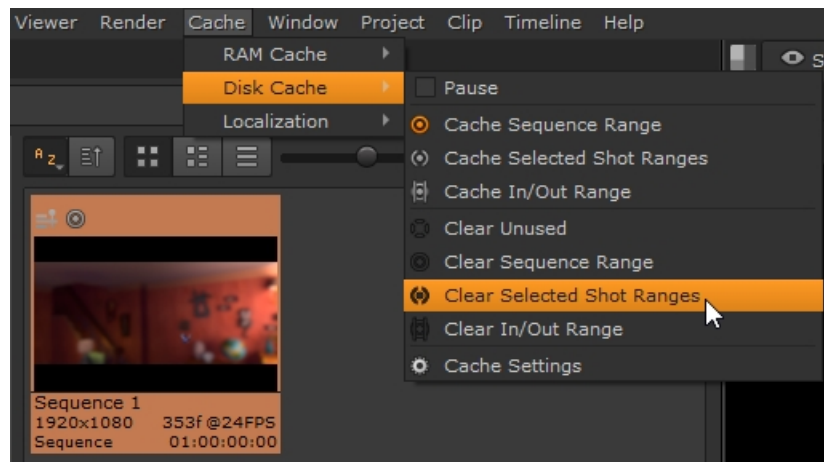 Viewer Render Cache Window Project Clip Timeline Help
RAM Cache
Disk Cache
Localization
Pause
Cache Sequence Range
Cache Selected Shot Ranges
Cache In/Out Range
Clear Unused
Clear Sequence Range
Clear Selected Shot Ranges
Clear In/Out Range
Cache Settings
S
A Z
Sequence 1
1920x1080 353f@24FPS
Sequence 01:00:00:00